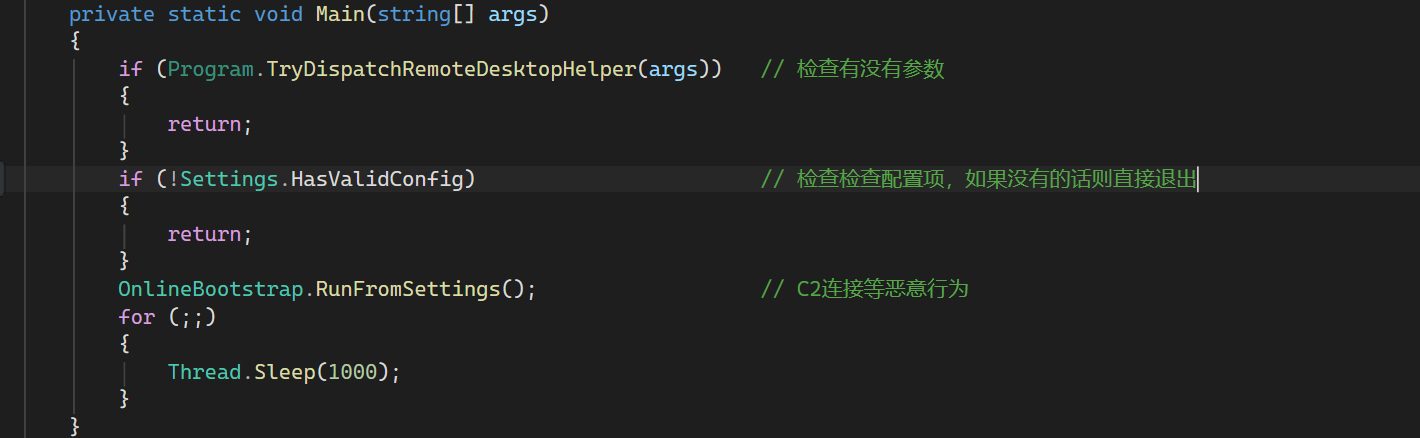 private static void Main(string[] args)
{
if (Program.TryDispatchRemoteDesktopHelper(args)) // 检查有没有参数
{
return;
}
if (!Settings.HasValidConfig) // 检查检查配置项，如果没有的话则直接退出
{
return;
}
OnlineBootstrap.RunFromSettings(); // C2连接等恶意行为
for (;;)
{
Thread.Sleep(1000);
}
}